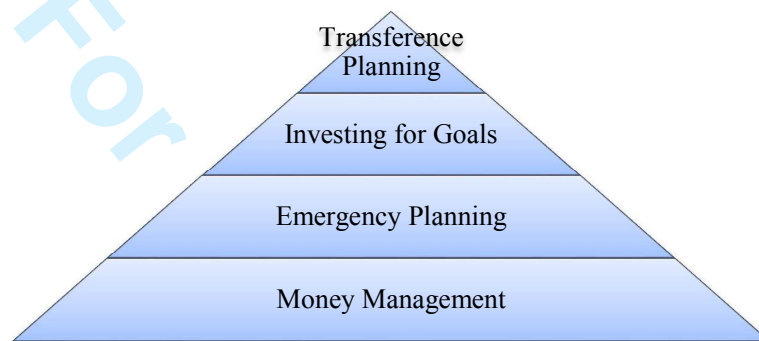 For
Transference
Planning
Investing for Goals
Emergency Planning
Money Management